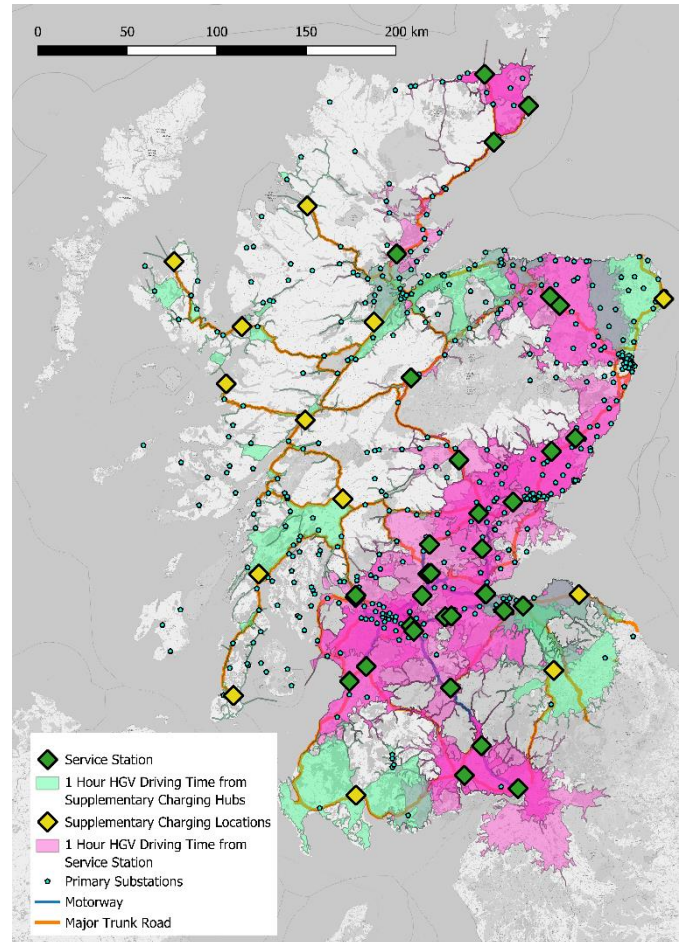 0 50 100 150 200 km
Service Station
1 Hour HGV Driving Time from
Supplementary Charging Hubs
Supplementary Charging Locations
1 Hour HGV Driving Time from
Service Station
Primary Substations
Motorway
Major Trunk Road